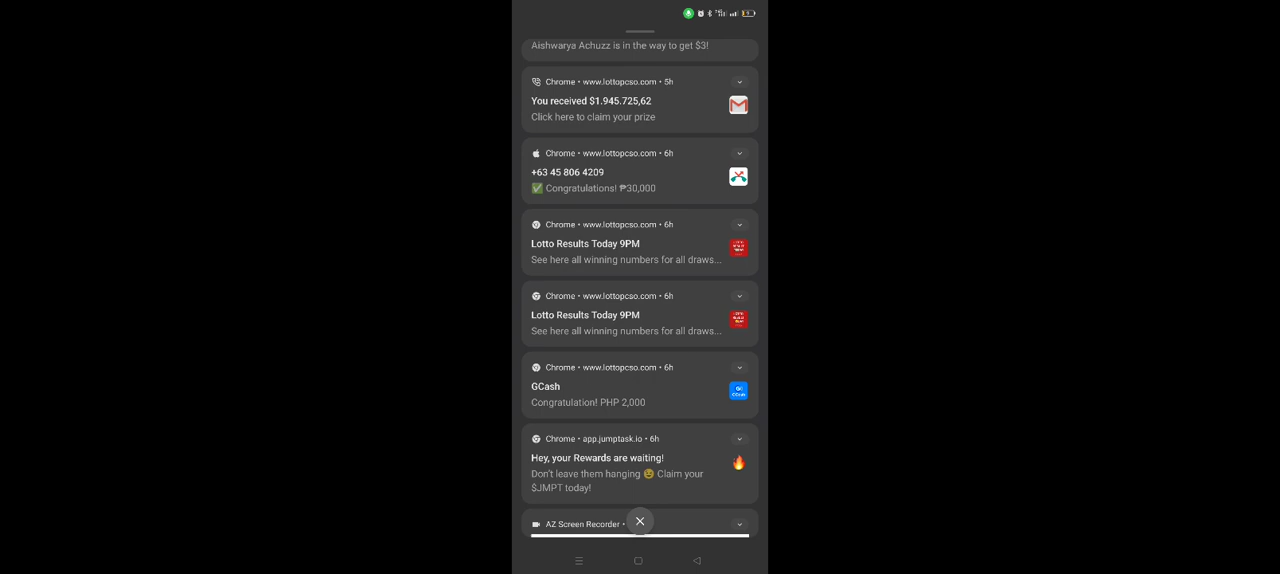 Aishwarya Achuzz is in the way to get $3!
Chrome • www.lottopcso.com • 5h
You received $1.945.725,62
Click here to claim your prize
Chrome • www.lottopcso.com • 6h
+63 45 806 4209
✅ Congratulations! ₱30,000
Chrome • www.lottopcso.com • 6h
Lotto Results Today 9PM
See here all winning numbers for all draws...
Chrome • www.lottopcso.com • 6h
Lotto Results Today 9PM
See here all winning numbers for all draws...
Chrome • www.lottopcso.com • 6h
GCash
Congratulation! PHP 2,000
Chrome • app.jumptask.io • 6h
Hey, your Rewards are waiting!
Don't leave them hanging 😉 Claim your
$JMPT today!
AZ Screen Recorder •